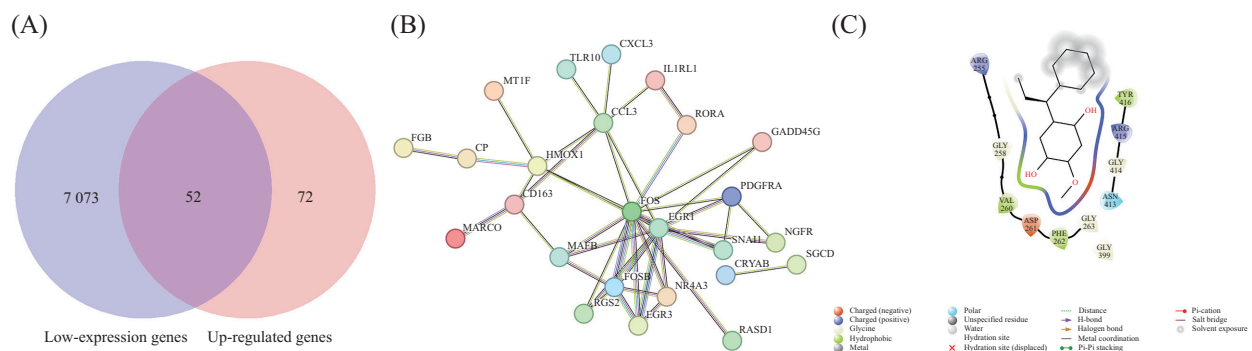 (A)
7 073
52
72
Low-expression genes
Up-regulated genes
(B)
CXCL3
TLR10
IL1RL1
MT1F
CCL3
RORA
GADD45G
FGB
CP
HMOX1
CD163
FOS
PDGFRA
EGR1
MARCO
MAFB
SNAI1
NGFR
SGCD
CRYAB
FOSB
NR4A3
RGS2
EGR3
RASD1
(C)
ARG
255
TYR
416
OH
ARG
415
GLY
258
GLY
414
HO
O
VAL
260
ASN
413
ASP
261
PHE
262
GLY
263
GLY
399
Charged (negative)
Charged (positive)
Glycine
Hydrophobic
Metal
Polar
Unspecified residue
Water
Hydration site
Hydration site (displaced)
Distance
H-bond
Halogen bond
Metal coordination
Pi-Pi stacking
Pi-cation
Salt bridge
Solvent exposure